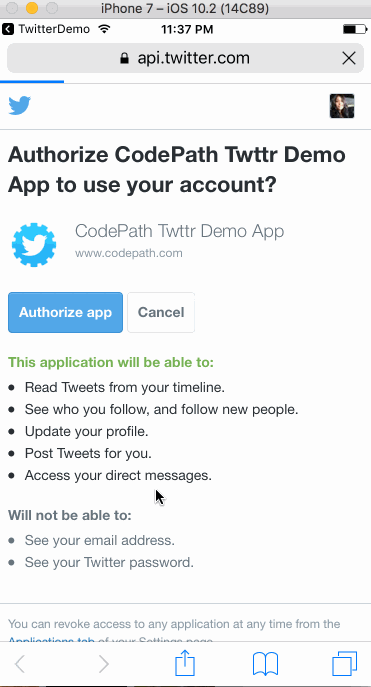 iPhone 7 – iOS 10.2 (14C89)
TwitterDemo 11:37 PM
api.twitter.com
Authorize CodePath Twttr Demo
App to use your account?
CodePath Twttr Demo App
www.codepath.com
Authorize app Cancel
This application will be able to:
• Read Tweets from your timeline.
• See who you follow, and follow new people.
• Update your profile.
• Post Tweets for you.
• Access your direct messages.
Will not be able to:
• See your email address.
• See your Twitter password.
You can revoke access to any application at any time from the
Applications tab of your Settings page